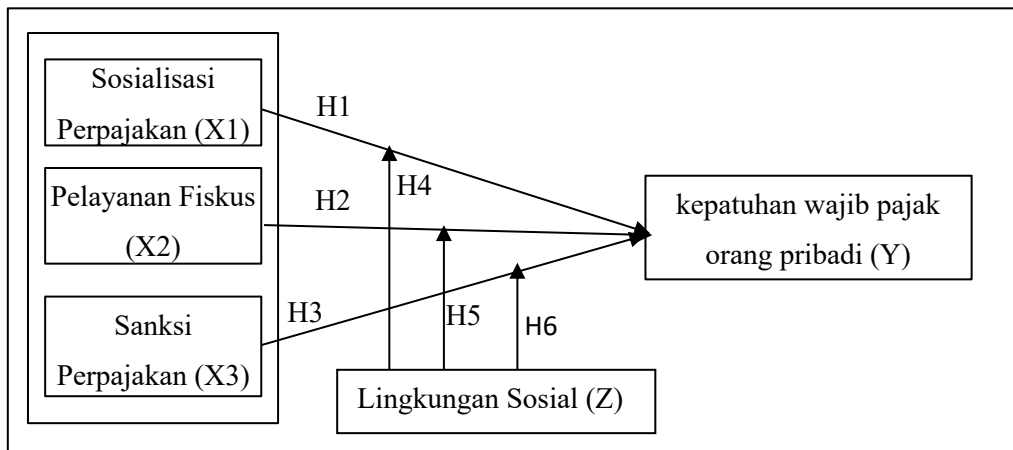 Sosialisasi
Perpajakan (X1)
H1
H4
Pelayanan Fiskus
(X2)
H2
kepatuhan wajib pajak
orang pribadi (Y)
Sanksi
Perpajakan (X3)
H3
H5
H6
Lingkungan Sosial (Z)